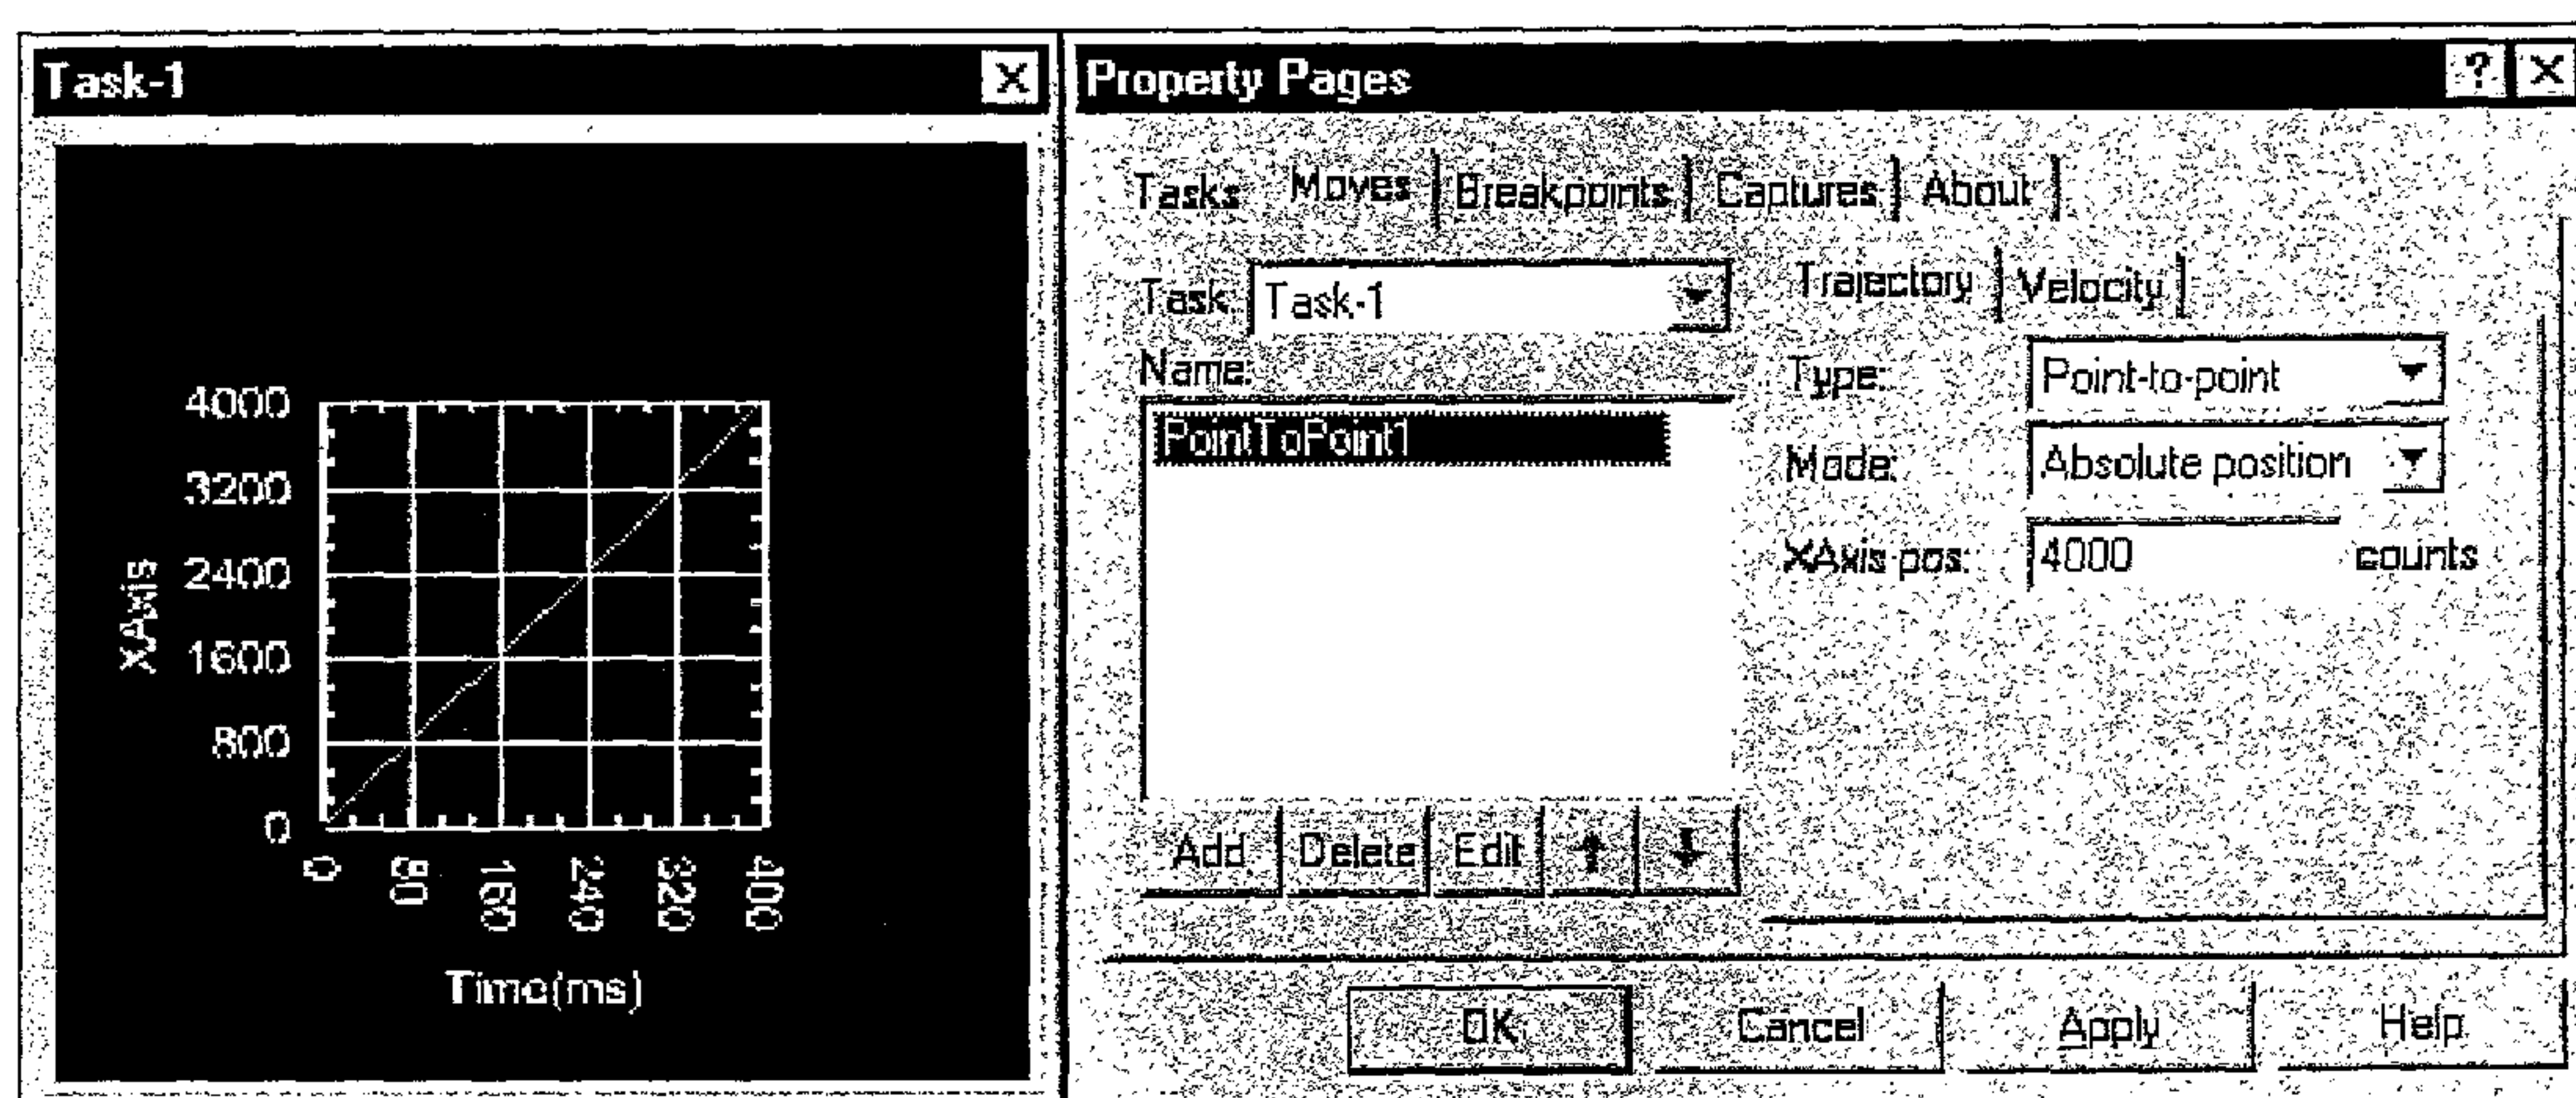 Task-1
4000
3200
2400
1600
800
0
XAxis
0
80
160
240
320
400
Time(ms)
Property Pages
Tasks Moves Breakpoints Captures About
Task: Task-1
Name:
PointToPoint1
Add Delete Edit
Trajectory Velocity
Type: Point-to-point
Mode: Absolute position
XAxis pos: 4000 counts
OK Cancel Apply Help